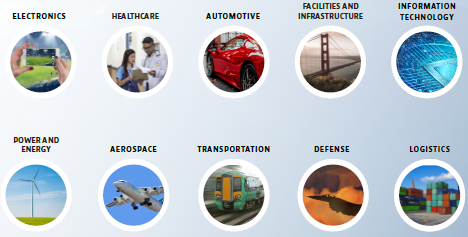 ELECTRONICS
HEALTHCARE
AUTOMOTIVE
FACILITIES AND
INFRASTRUCTURE
INFORMATION
TECHNOLOGY
POWER AND
ENERGY
AEROSPACE
TRANSPORTATION
DEFENSE
LOGISTICS